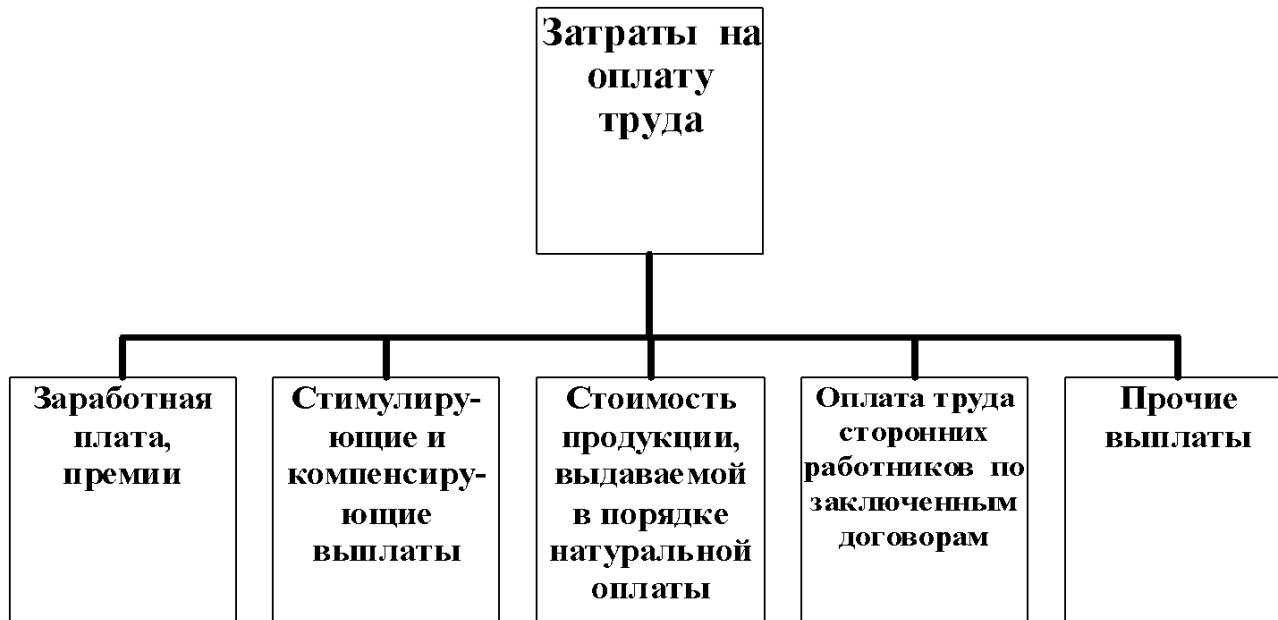 Затраты на
оплату
труда
Заработная
плата,
премии
Стимулиру-
ющие и
компенсиру-
ющие
выплаты
Стоимость
продукции,
выдаваемой
в порядке
натуральной
оплаты
Оплата труда
сторонних
работников по
заключенным
договорам
Прочие
выплаты